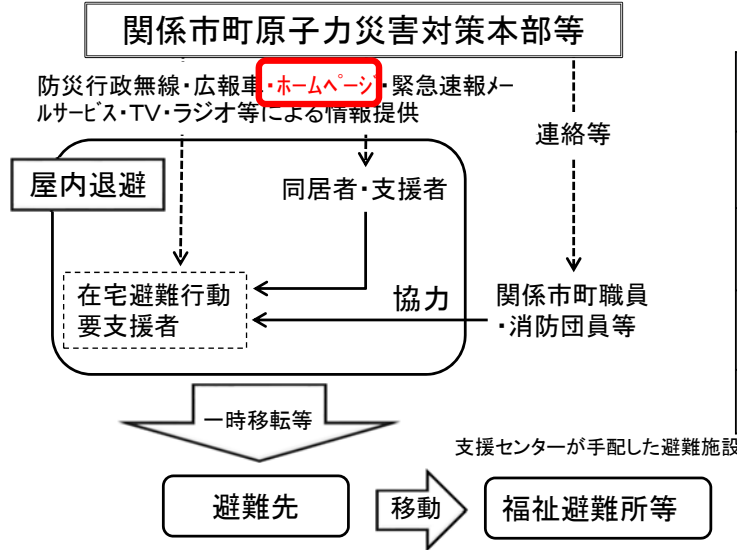 関係市町原子力災害対策本部等
防災行政無線・広報車・ホームページ・緊急速報メー
ルサービス・TV・ラジオ等による情報提供
連絡等
屋内退避
同居者・支援者
在宅避難行動
要支援者
協力
関係市町職員
・消防団員等
一時移転等
支援センターが手配した避難施設
避難先
移動
福祉避難所等